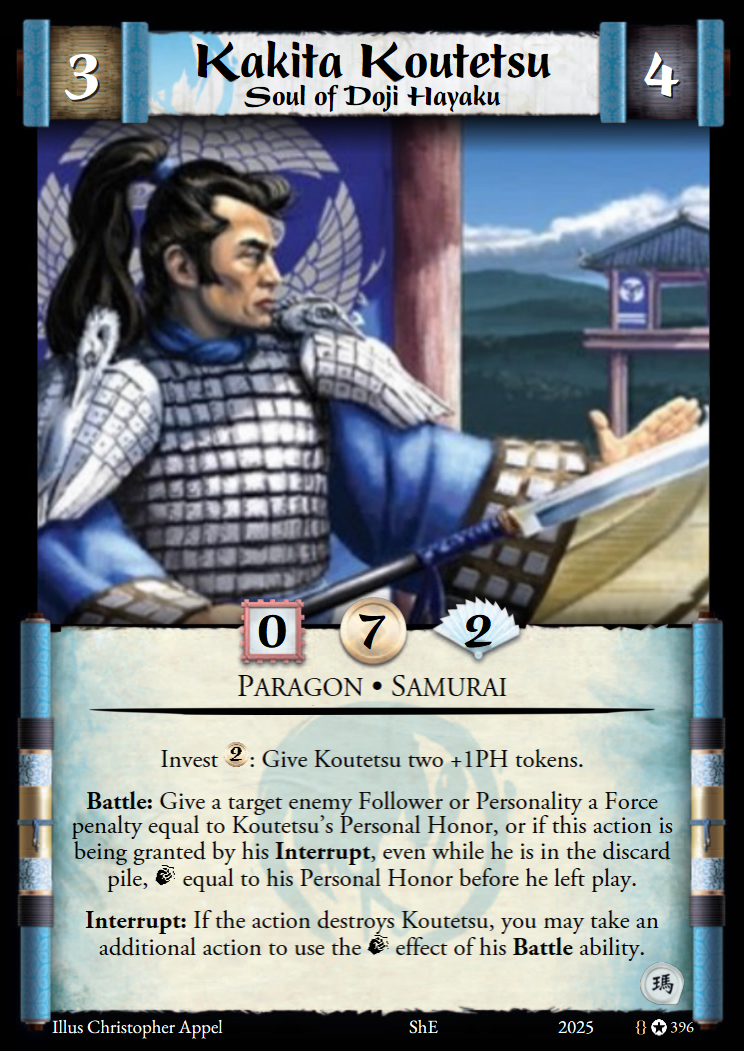 3
Kakita Koutetsu
4
Soul of Doji Hayaku
0
7
2
Paragon • Samurai
Invest 2: Give Koutetsu two +1PH tokens.
Battle: Give a target enemy Follower or Personality a Force
penalty equal to Koutetsu's Personal Honor, or if this action is
being granted by his Interrupt, even while he is in the discard
pile, equal to his Personal Honor before he left play.
Interrupt: If the action destroys Koutetsu, you may take an
additional action to use the effect of his Battle ability.
瑪
Illus Christopher Appel
ShE
2025
{} 396